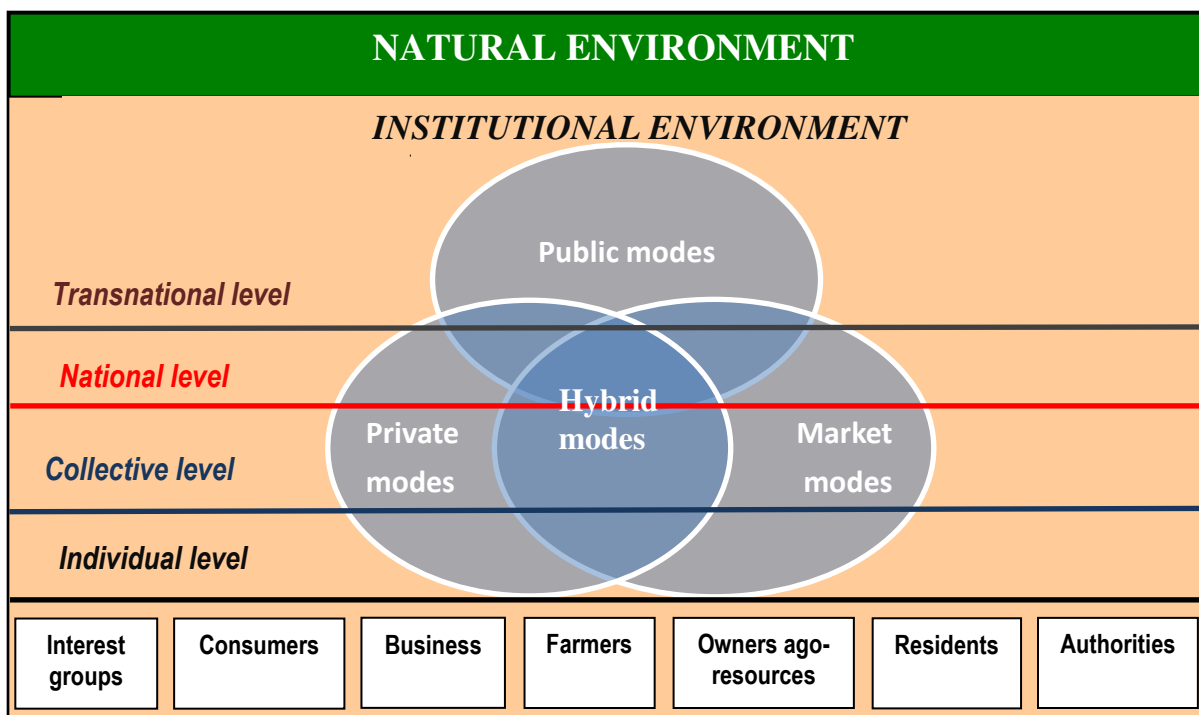 NATURAL ENVIRONMENT
INSTITUTIONAL ENVIRONMENT
Public modes
Transnational level
National level
Hybrid
modes
Private
modes
Market
modes
Collective level
Individual level
Interest
groups
Consumers
Business
Farmers
Owners ago-
resources
Residents
Authorities